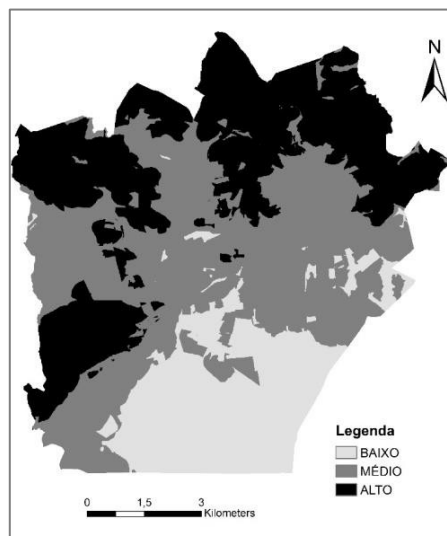 N
Legenda
BAIXO
MÉDIO
ALTO
0 1,5 3
Kilometers